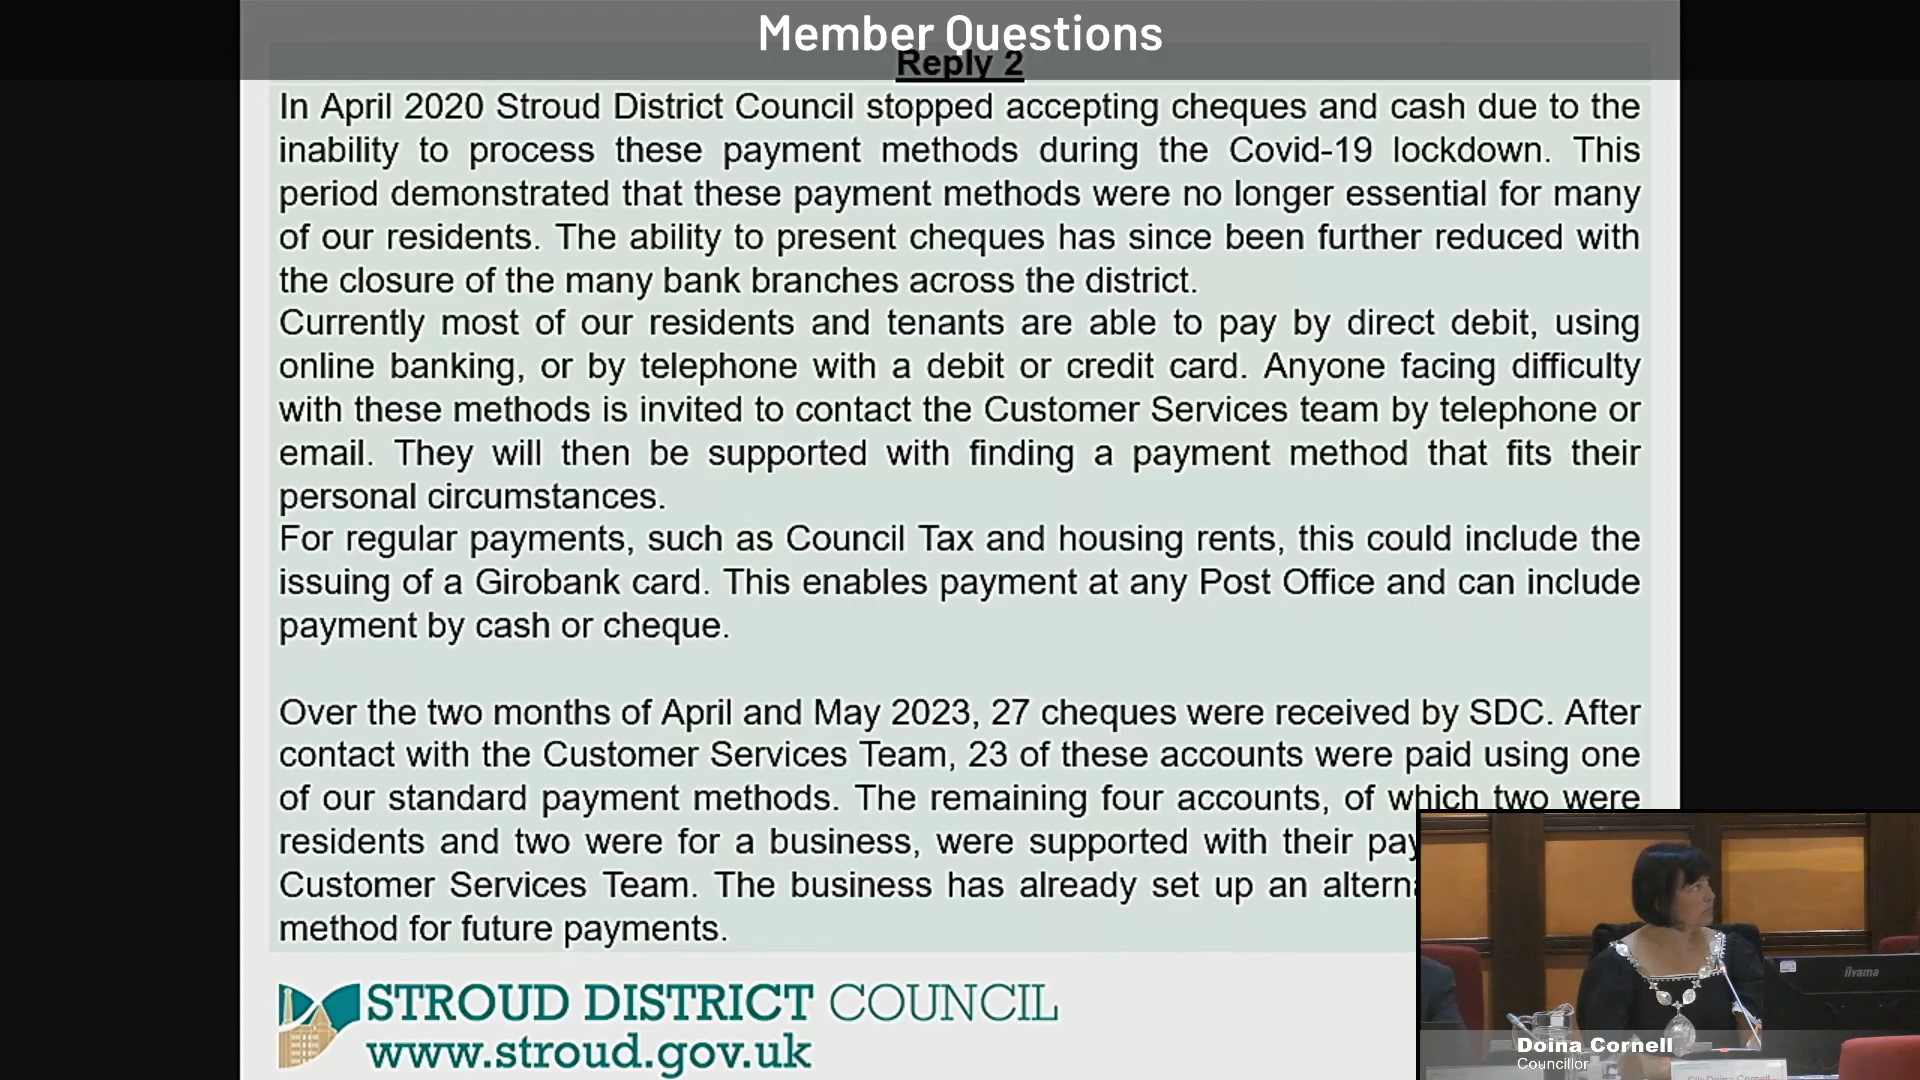 Member Questions
Reply 2
In April 2020 Stroud District Council stopped accepting cheques and cash due to the
inability to process these payment methods during the Covid-19 lockdown. This
period demonstrated that these payment methods were no longer essential for many
of our residents. The ability to present cheques has since been further reduced with
the closure of the many bank branches across the district.
Currently most of our residents and tenants are able to pay by direct debit, using
online banking, or by telephone with a debit or credit card. Anyone facing difficulty
with these methods is invited to contact the Customer Services team by telephone or
email. They will then be supported with finding a payment method that fits their
personal circumstances.
For regular payments, such as Council Tax and housing rents, this could include the
issuing of a Girobank card. This enables payment at any Post Office and can include
payment by cash or cheque.
Over the two months of April and May 2023, 27 cheques were received by SDC. After
contact with the Customer Services Team, 23 of these accounts were paid using one
of our standard payment methods. The remaining four accounts, of which two were
residents and two were for a business, were supported with their pay
Customer Services Team. The business has already set up an alterna
method for future payments.
STROUD DISTRICT COUNCIL
www.stroud.gov.uk
iiyama
Doina Cornell
Councillor
Cllr Doina Cornell